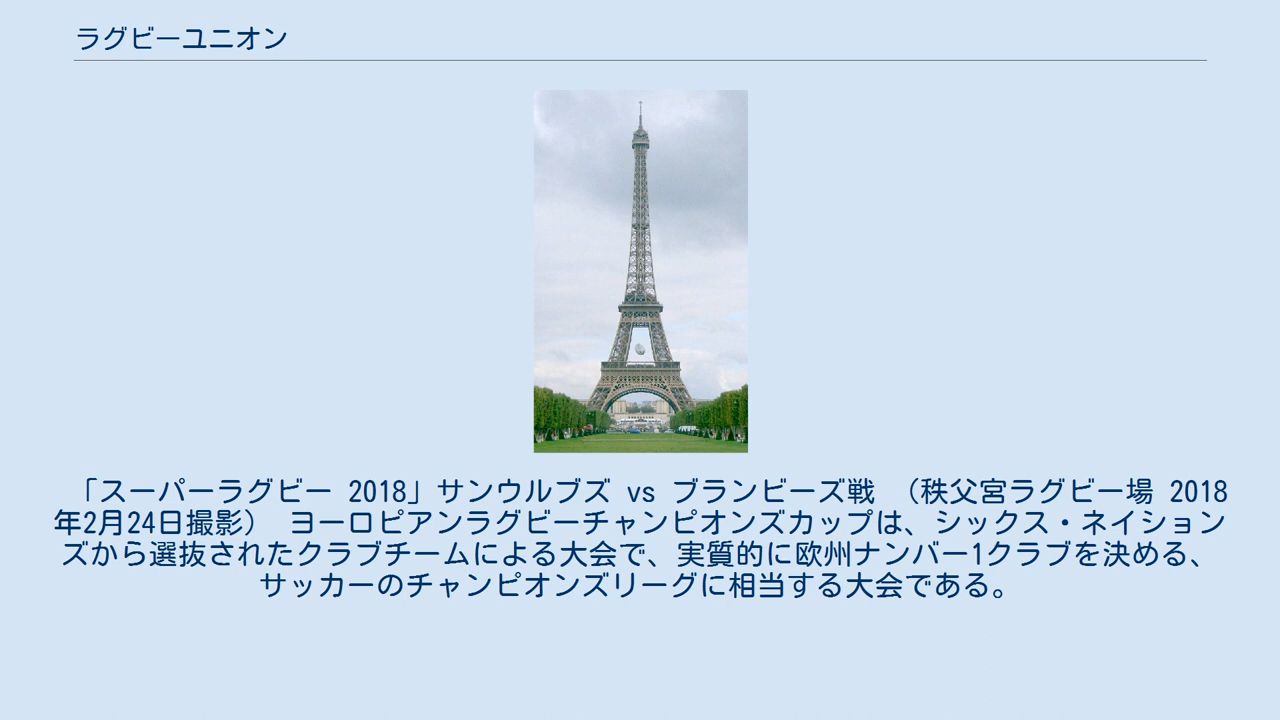 ラグビーユニオン
「スーパーラグビー 2018」サンウルブズ vs ブランビーズ戦 （秩父宮ラグビー場 2018
年2月24日撮影） ヨーロピアンラグビーチャンピオンズカップは、シックス・ネイション
ズから選抜されたクラブチームによる大会で、実質的に欧州ナンバー1クラブを決める、
サッカーのチャンピオンズリーグに相当する大会である。